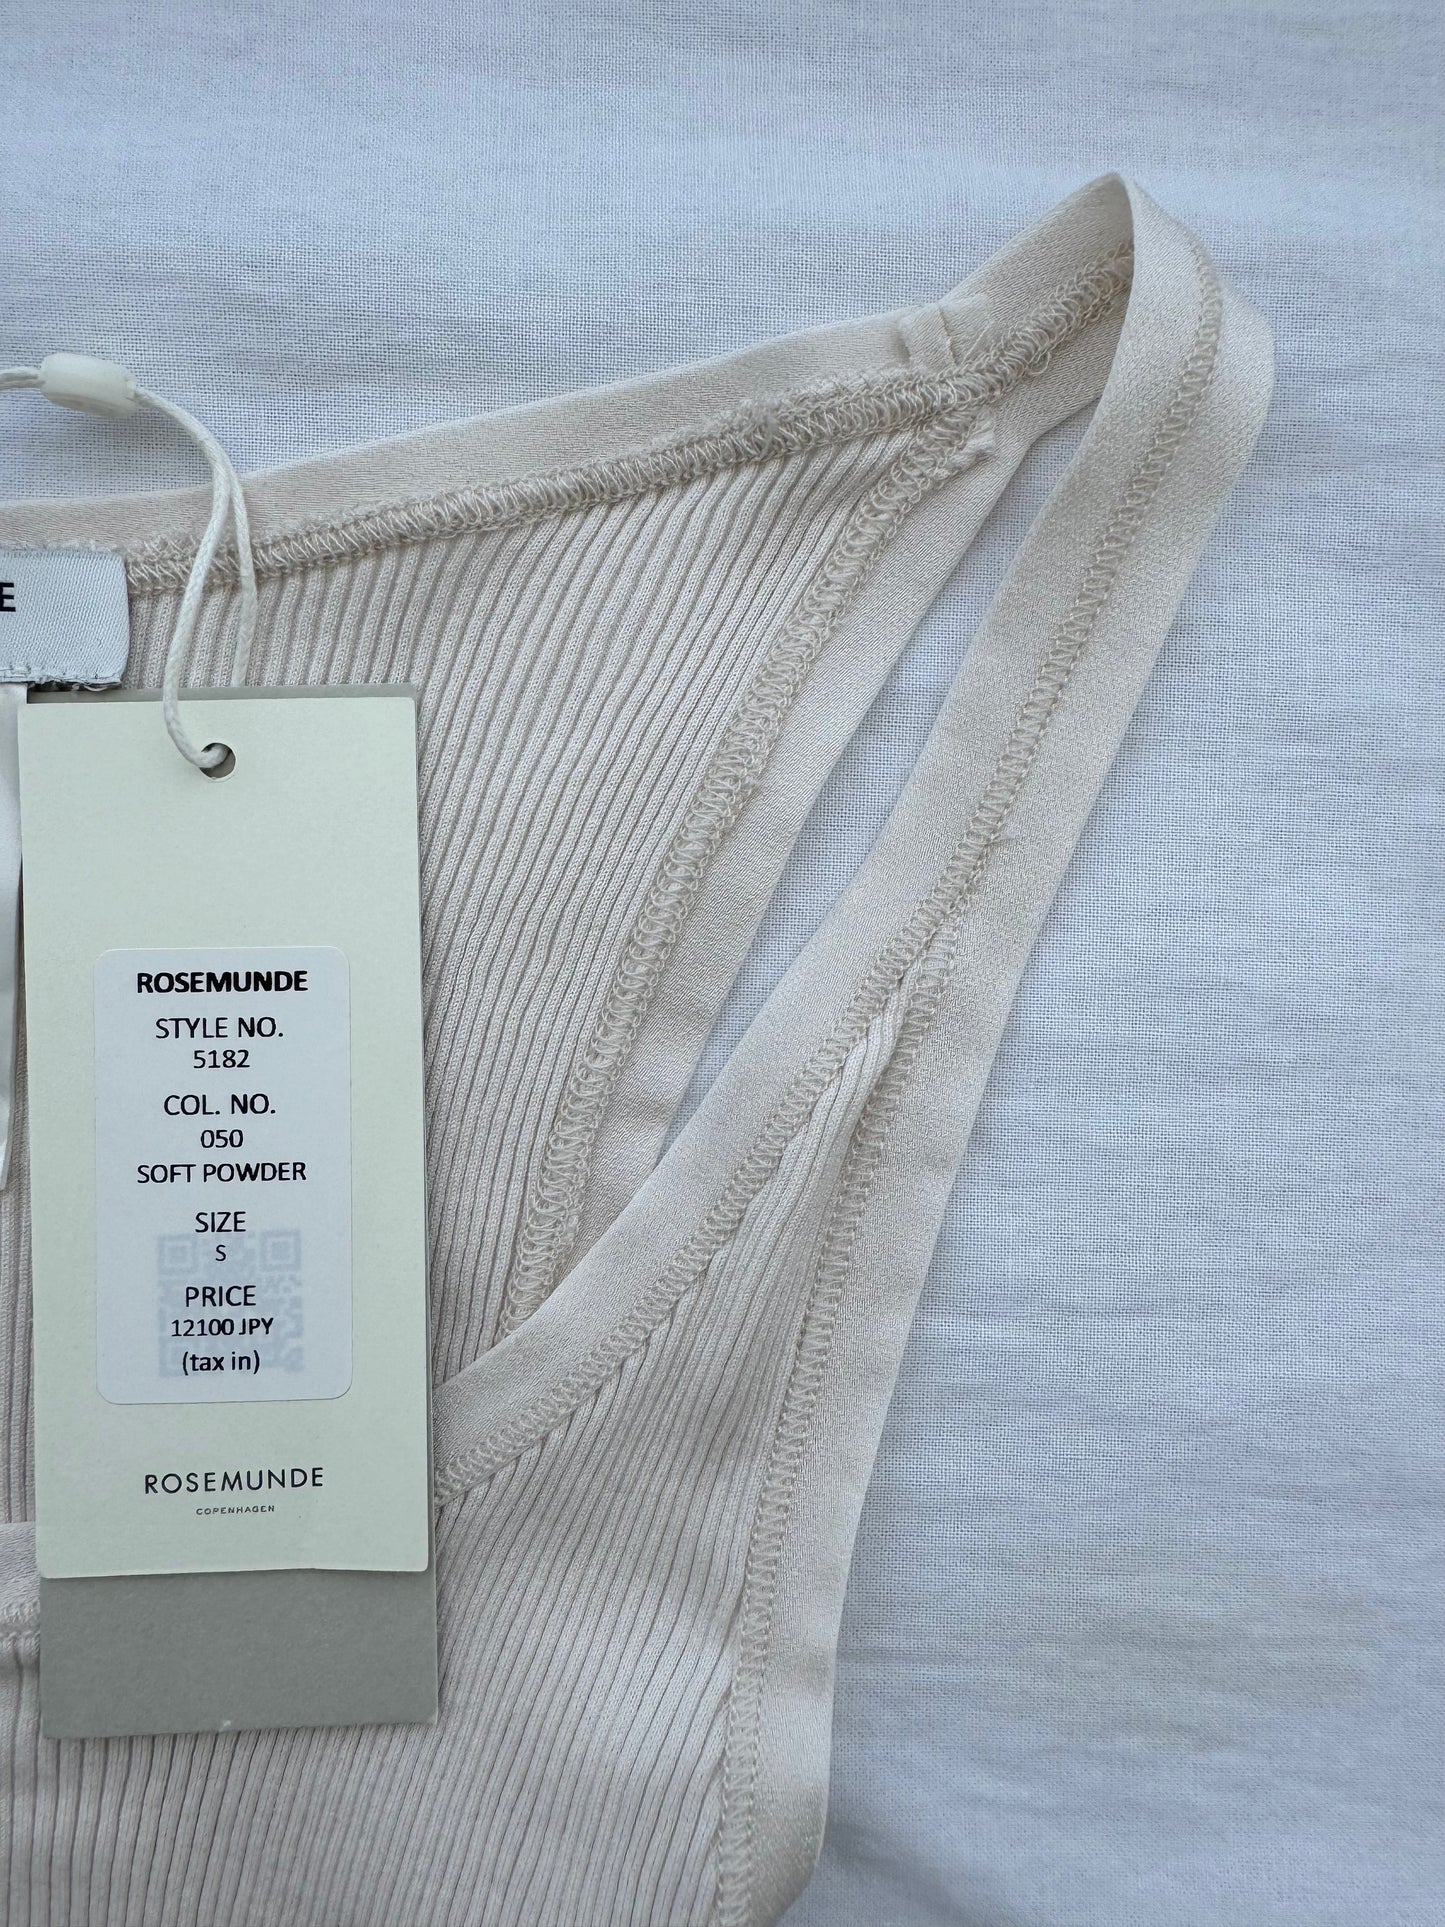 E
ROSEMUNDE
STYLE NO.
5182
COL. NO.
050
SOFT POWDER
SIZE
S
PRICE
12100 JPY
(tax in)
ROSEMUNDE
COPENHAGEN